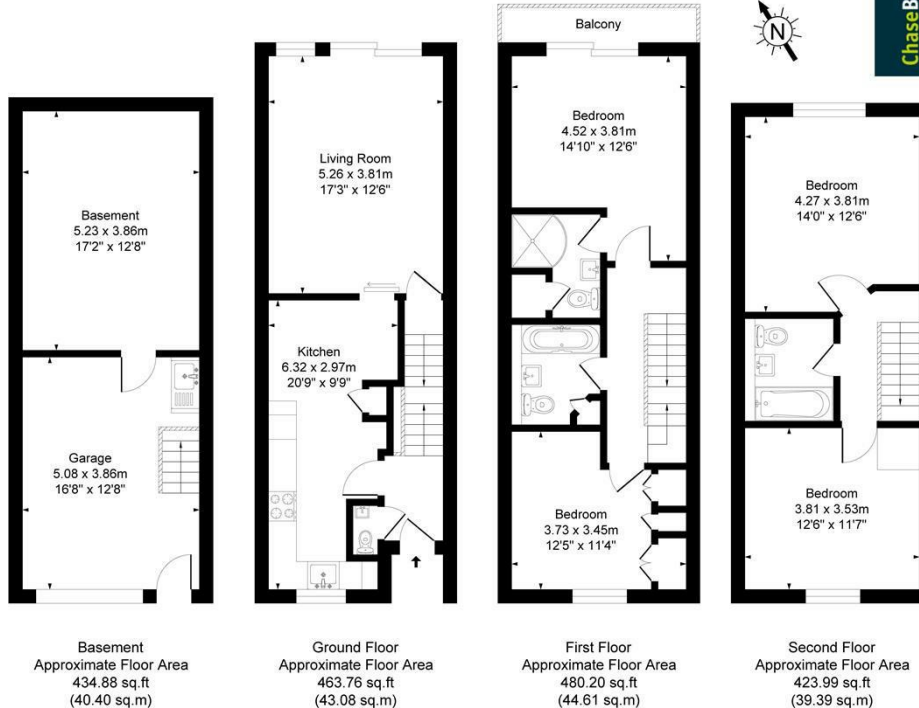 Balcony
N
ChaseB
Basement
5.23 x 3.86m
17'2" x 12'8"
Garage
5.08 x 3.86m
16'8" x 12'8"
Living Room
5.26 x 3.81m
17'3" x 12'6"
Kitchen
6.32 x 2.97m
20'9" x 9'9"
Bedroom
4.52 x 3.81m
14'10" x 12'6"
Bedroom
3.73 x 3.45m
12'5" x 11'4"
Bedroom
4.27 x 3.81m
14'0" x 12'6"
Bedroom
3.81 x 3.53m
12'6" x 11'7"
Basement
Approximate Floor Area
434.88 sq.ft
(40.40 sq.m)
Ground Floor
Approximate Floor Area
463.76 sq.ft
(43.08 sq.m)
First Floor
Approximate Floor Area
480.20 sq.ft
(44.61 sq.m)
Second Floor
Approximate Floor Area
423.99 sq.ft
(39.39 sq.m)